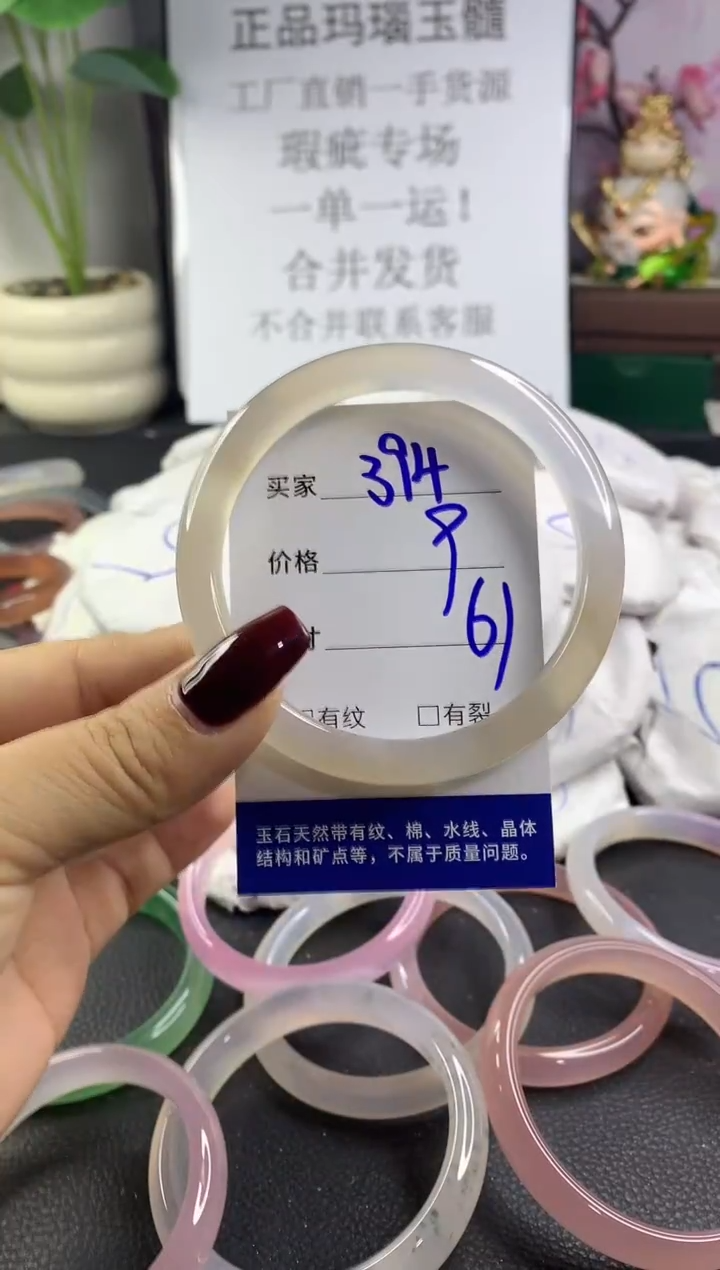 正品玛瑙玉髓
工厂直销一手货源
瑕疵专场
一单一运！
合并发货
不合并联系客服
买家 394
价格 9
寸 61
□有纹 □有裂
玉石天然带有纹、棉、水线、晶体
结构和矿点等，不属于质量问题。